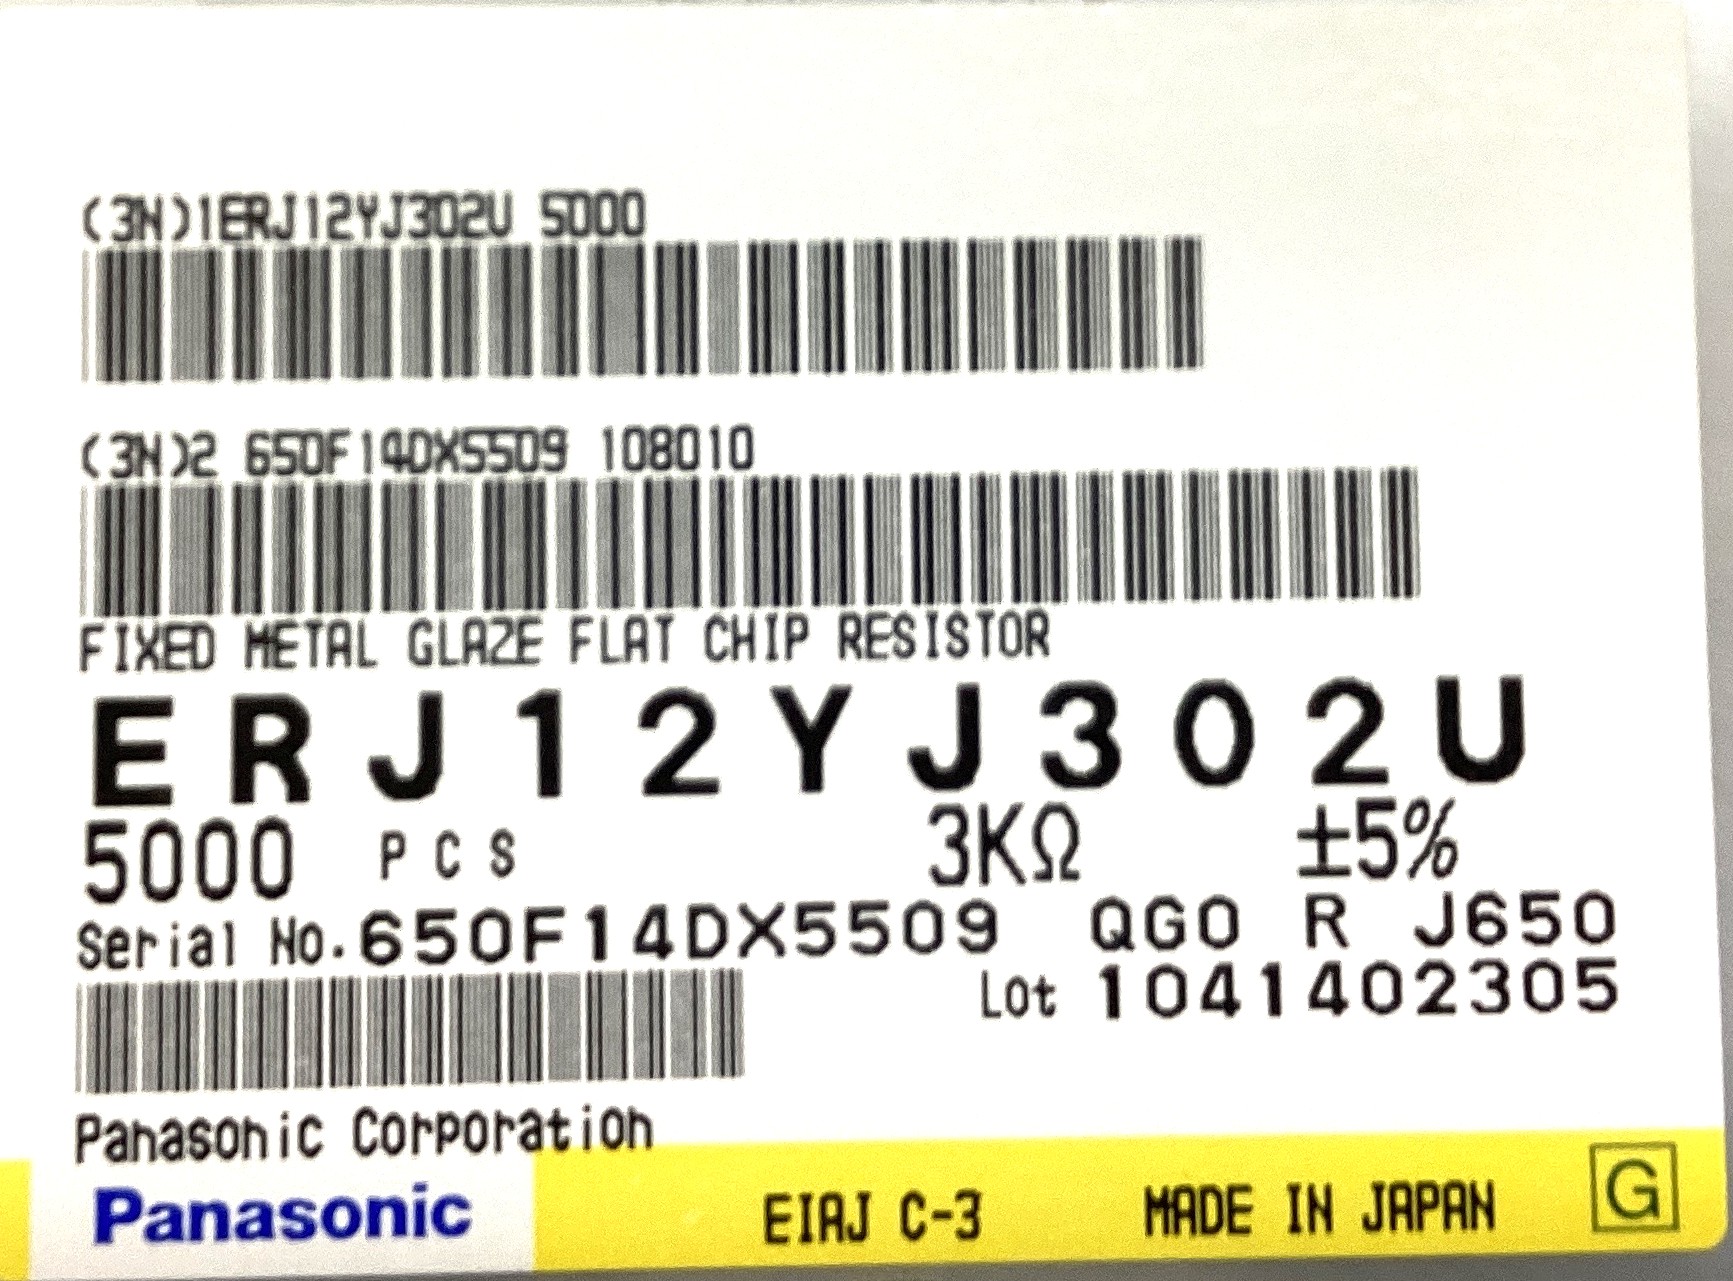 (3N)1ERJ12YJ302U 5000
(3N)2 650F14DX5509 108010
FIXED METAL GLAZE FLAT CHIP RESISTOR
ERJ12YJ302U
5000 PCS 3KΩ ±5%
Serial No.650F14DX5509 QGO R J650
Lot 1041402305
Panasonic Corporation
Panasonic EIAJ C-3 MADE IN JAPAN G